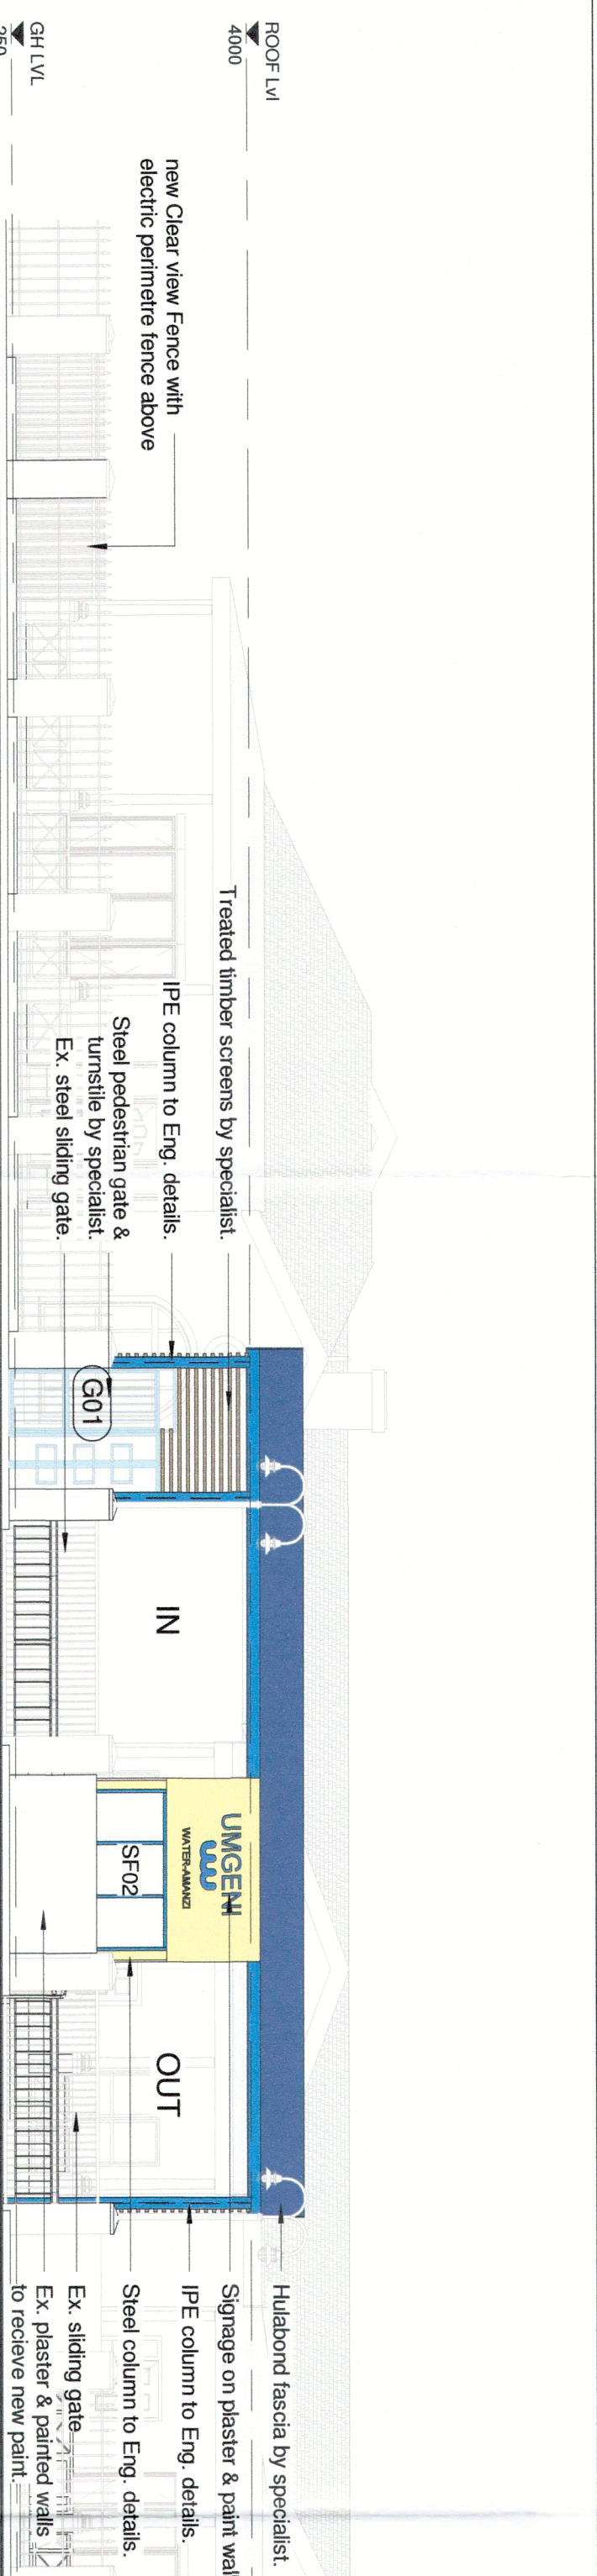 ROOF Lvl
4000
GH LVL
new Clear view Fence with
electric perimetre fence above
Treated timber screens by specialist.
IPE column to Eng. details.
Steel pedestrian gate &
turnstile by specialist.
Ex. steel sliding gate.
G01
IN
UMGENI
WATER·AMANZI
SF02
OUT
Hulabond fascia by specialist.
Signage on plaster & paint
IPE column to Eng. details.
Steel column to Eng. details.
Ex. sliding gate
Ex. plaster & painted walls
to recieve new paint.